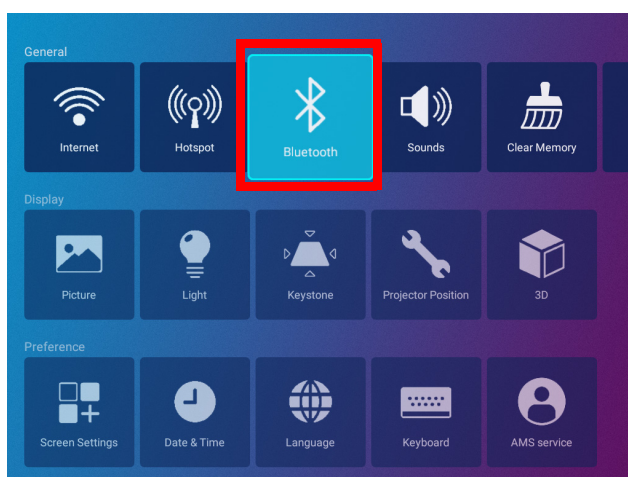 General
Internet
Hotspot
Bluetooth
Sounds
Clear Memory
Display
Picture
Light
Keystone
Projector Position
3D
Preference
Screen Settings
Date & Time
Language
Keyboard
AMS service